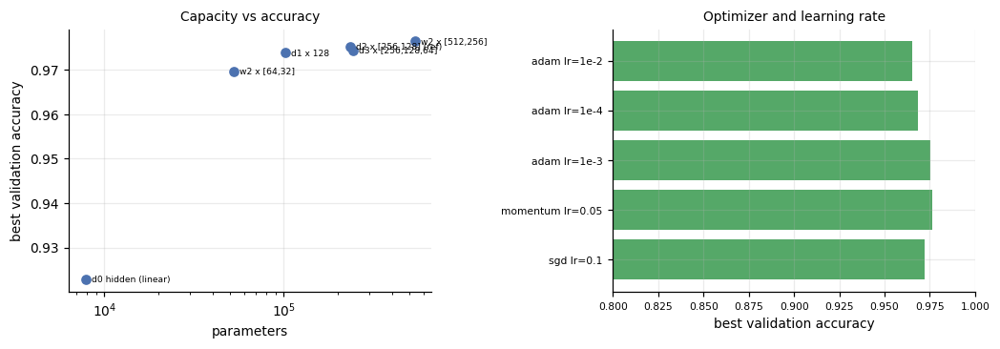 Capacity vs accuracy
best validation accuracy
0.97
0.96
0.95
0.94
0.93
w2 x [512,256]
d2 x [256,128] (ref)
d3 x [256,128,64]
d1 x 128
w2 x [64,32]
d0 hidden (linear)
10⁴
10⁵
parameters
Optimizer and learning rate
adam lr=1e-2
adam lr=1e-4
adam lr=1e-3
momentum lr=0.05
sgd lr=0.1
0.800 0.825 0.850 0.875 0.900 0.925 0.950 0.975 1.000
best validation accuracy